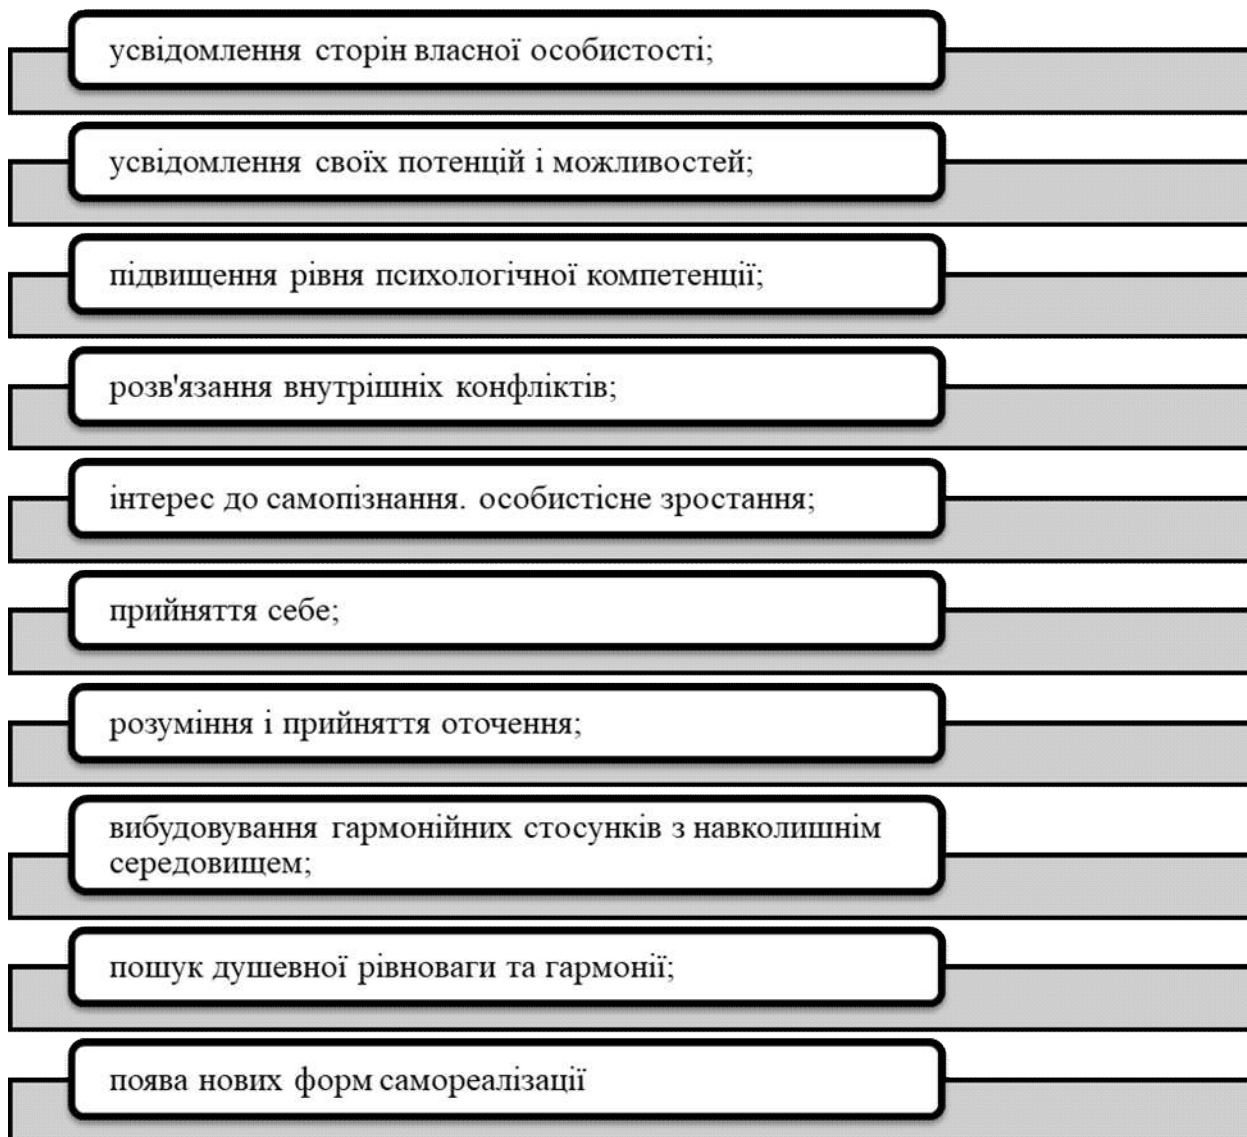 усвідомлення сторін власної особистості;
усвідомлення своїх потенцій і можливостей;
підвищення рівня психологічної компетенції;
розв'язання внутрішніх конфліктів;
інтерес до самопізнання. особистісне зростання;
прийняття себе;
розуміння і прийняття оточення;
вибудовування гармонійних стосунків з навколишнім
середовищем;
пошук душевної рівноваги та гармонії;
поява нових форм самореалізації